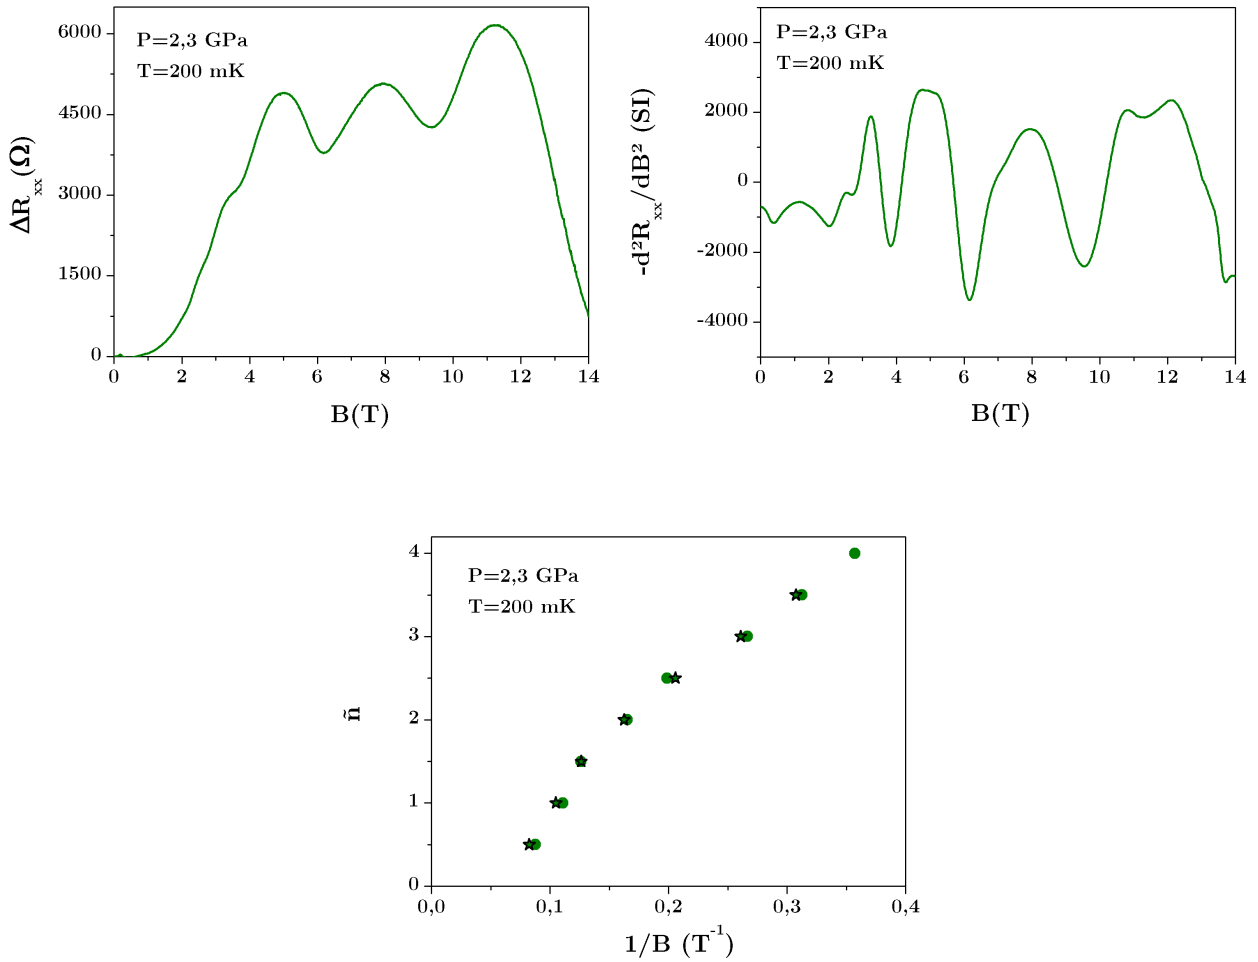 P=2,3 GPa
T=200 mK
ΔR_xx(Ω)
6000
4500
3000
1500
0
0 2 4 6 8 10 12 14
B(T)
P=2,3 GPa
T=200 mK
-d²R_xx/dB² (SI)
4000
2000
0
-2000
-4000
0 2 4 6 8 10 12 14
B(T)
P=2,3 GPa
T=200 mK
ñ
4
3
2
1
0
0,0 0,1 0,2 0,3 0,4
1/B (T⁻¹)